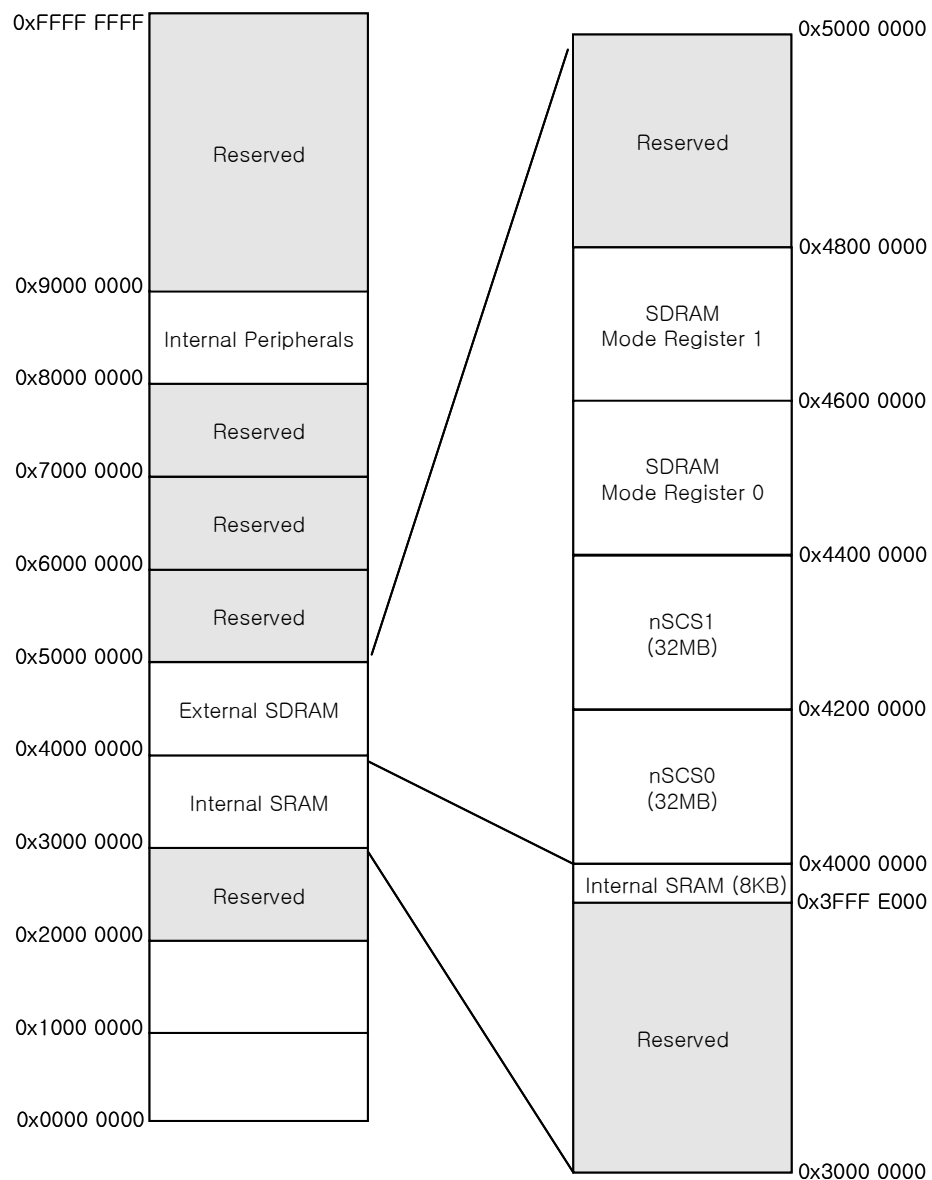 0xFFFF FFFF
Reserved
0x9000 0000
Internal Peripherals
0x8000 0000
Reserved
0x7000 0000
Reserved
0x6000 0000
Reserved
0x5000 0000
External SDRAM
0x4000 0000
Internal SRAM
0x3000 0000
Reserved
0x2000 0000
0x1000 0000
0x0000 0000
0x5000 0000
Reserved
0x4800 0000
SDRAM
Mode Register 1
0x4600 0000
SDRAM
Mode Register 0
0x4400 0000
nSCS1
(32MB)
0x4200 0000
nSCS0
(32MB)
0x4000 0000
Internal SRAM (8KB)
0x3FFF E000
Reserved
0x3000 0000